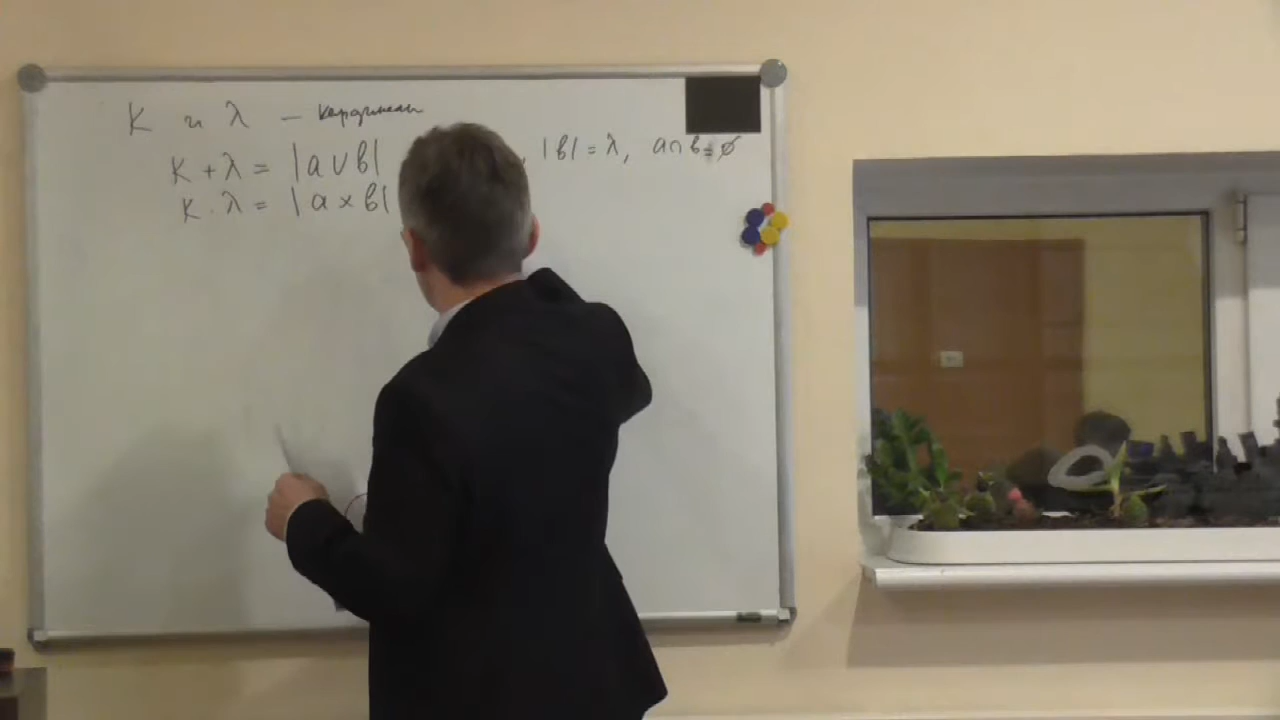 κ и λ — кардиналы
κ + λ = |a ∪ b| , |b| = λ, a ∩ b = ∅
κ · λ = |a × b|